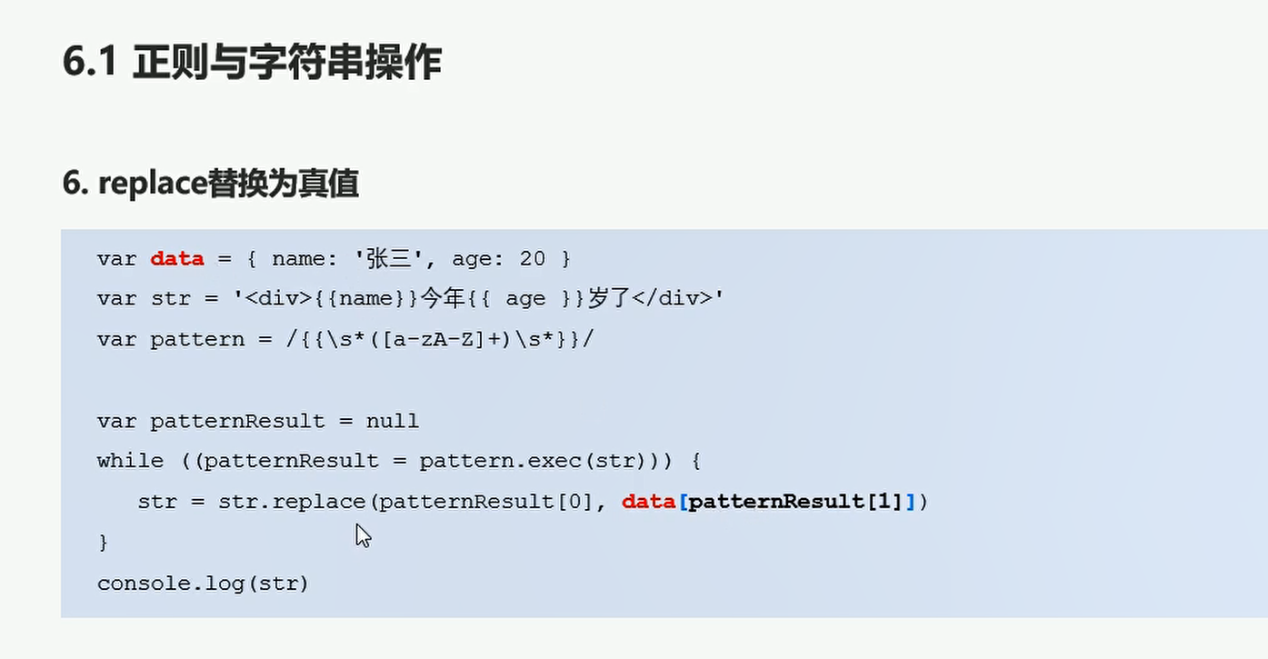 6.1 正则与字符串操作
6. replace替换为真值
var data = { name: '张三', age: 20 }
var str = '<div>{{name}}今年{{ age }}岁了</div>'
var pattern = /{{\s*([a-zA-Z]+)\s*}}/
var patternResult = null
while ((patternResult = pattern.exec(str))) {
str = str.replace(patternResult[0], data[patternResult[1]])
}
console.log(str)